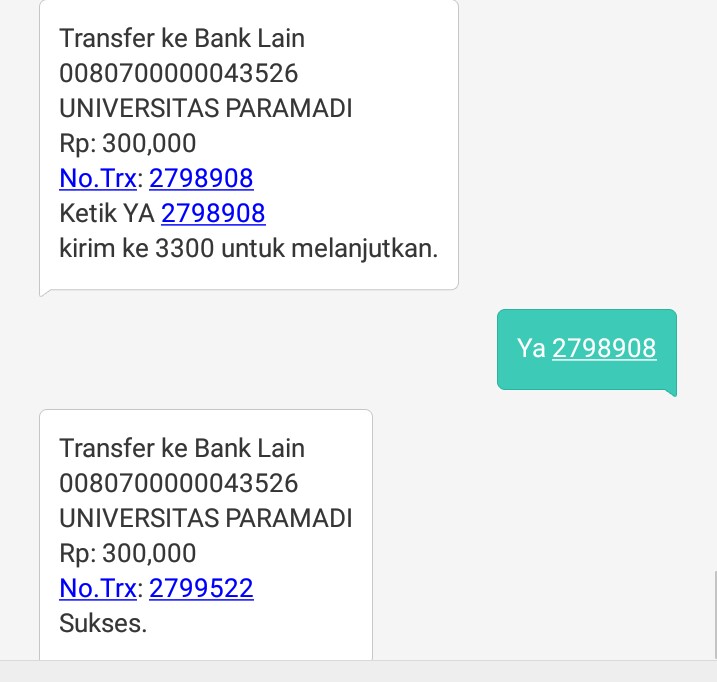 Transfer ke Bank Lain
0080700000043526
UNIVERSITAS PARAMADI
Rp: 300,000
No.Trx: 2798908
Ketik YA 2798908
kirim ke 3300 untuk melanjutkan.
Ya 2798908
Transfer ke Bank Lain
0080700000043526
UNIVERSITAS PARAMADI
Rp: 300,000
No.Trx: 2799522
Sukses.